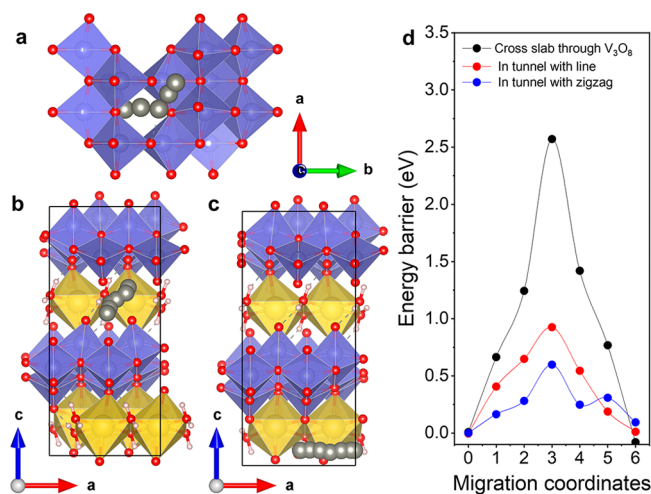 a
a
b
b
c
a
c
c
a
d
Cross slab through V₃O₈
In tunnel with line
In tunnel with zigzag
Energy barrier (eV)
3.5
3.0
2.5
2.0
1.5
1.0
0.5
0.0
0 1 2 3 4 5 6
Migration coordinates